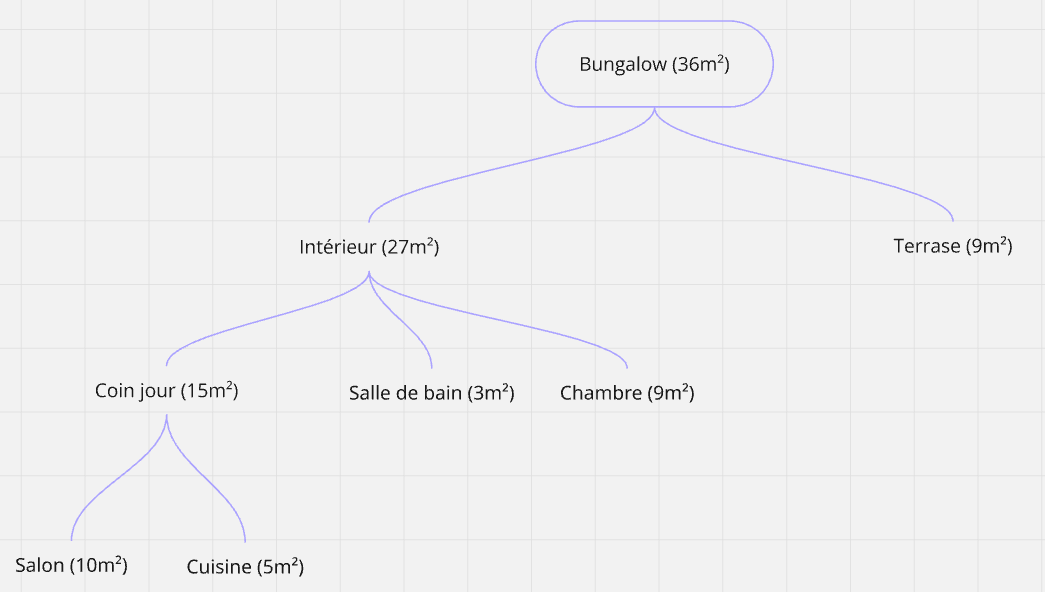 Bungalow (36m²)
Intérieur (27m²)
Terrase (9m²)
Coin jour (15m²)
Salle de bain (3m²)
Chambre (9m²)
Salon (10m²)
Cuisine (5m²)